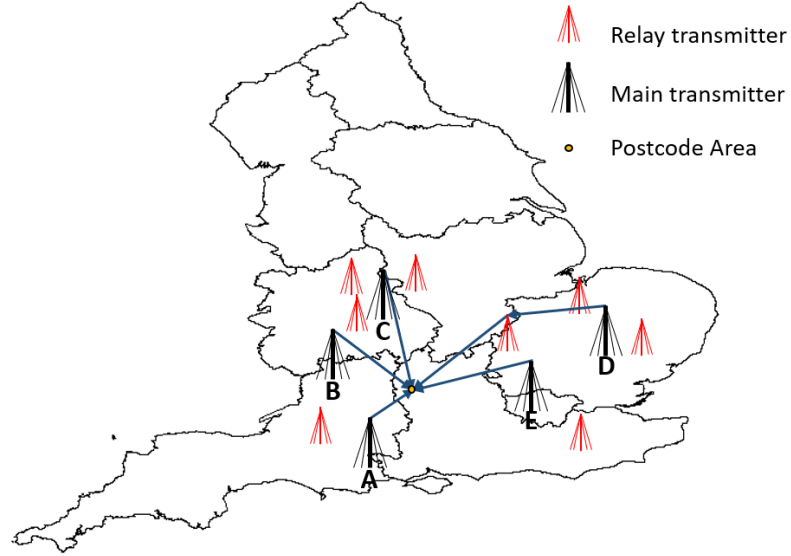 Relay transmitter
Main transmitter
Postcode Area
C
D
B
E
A